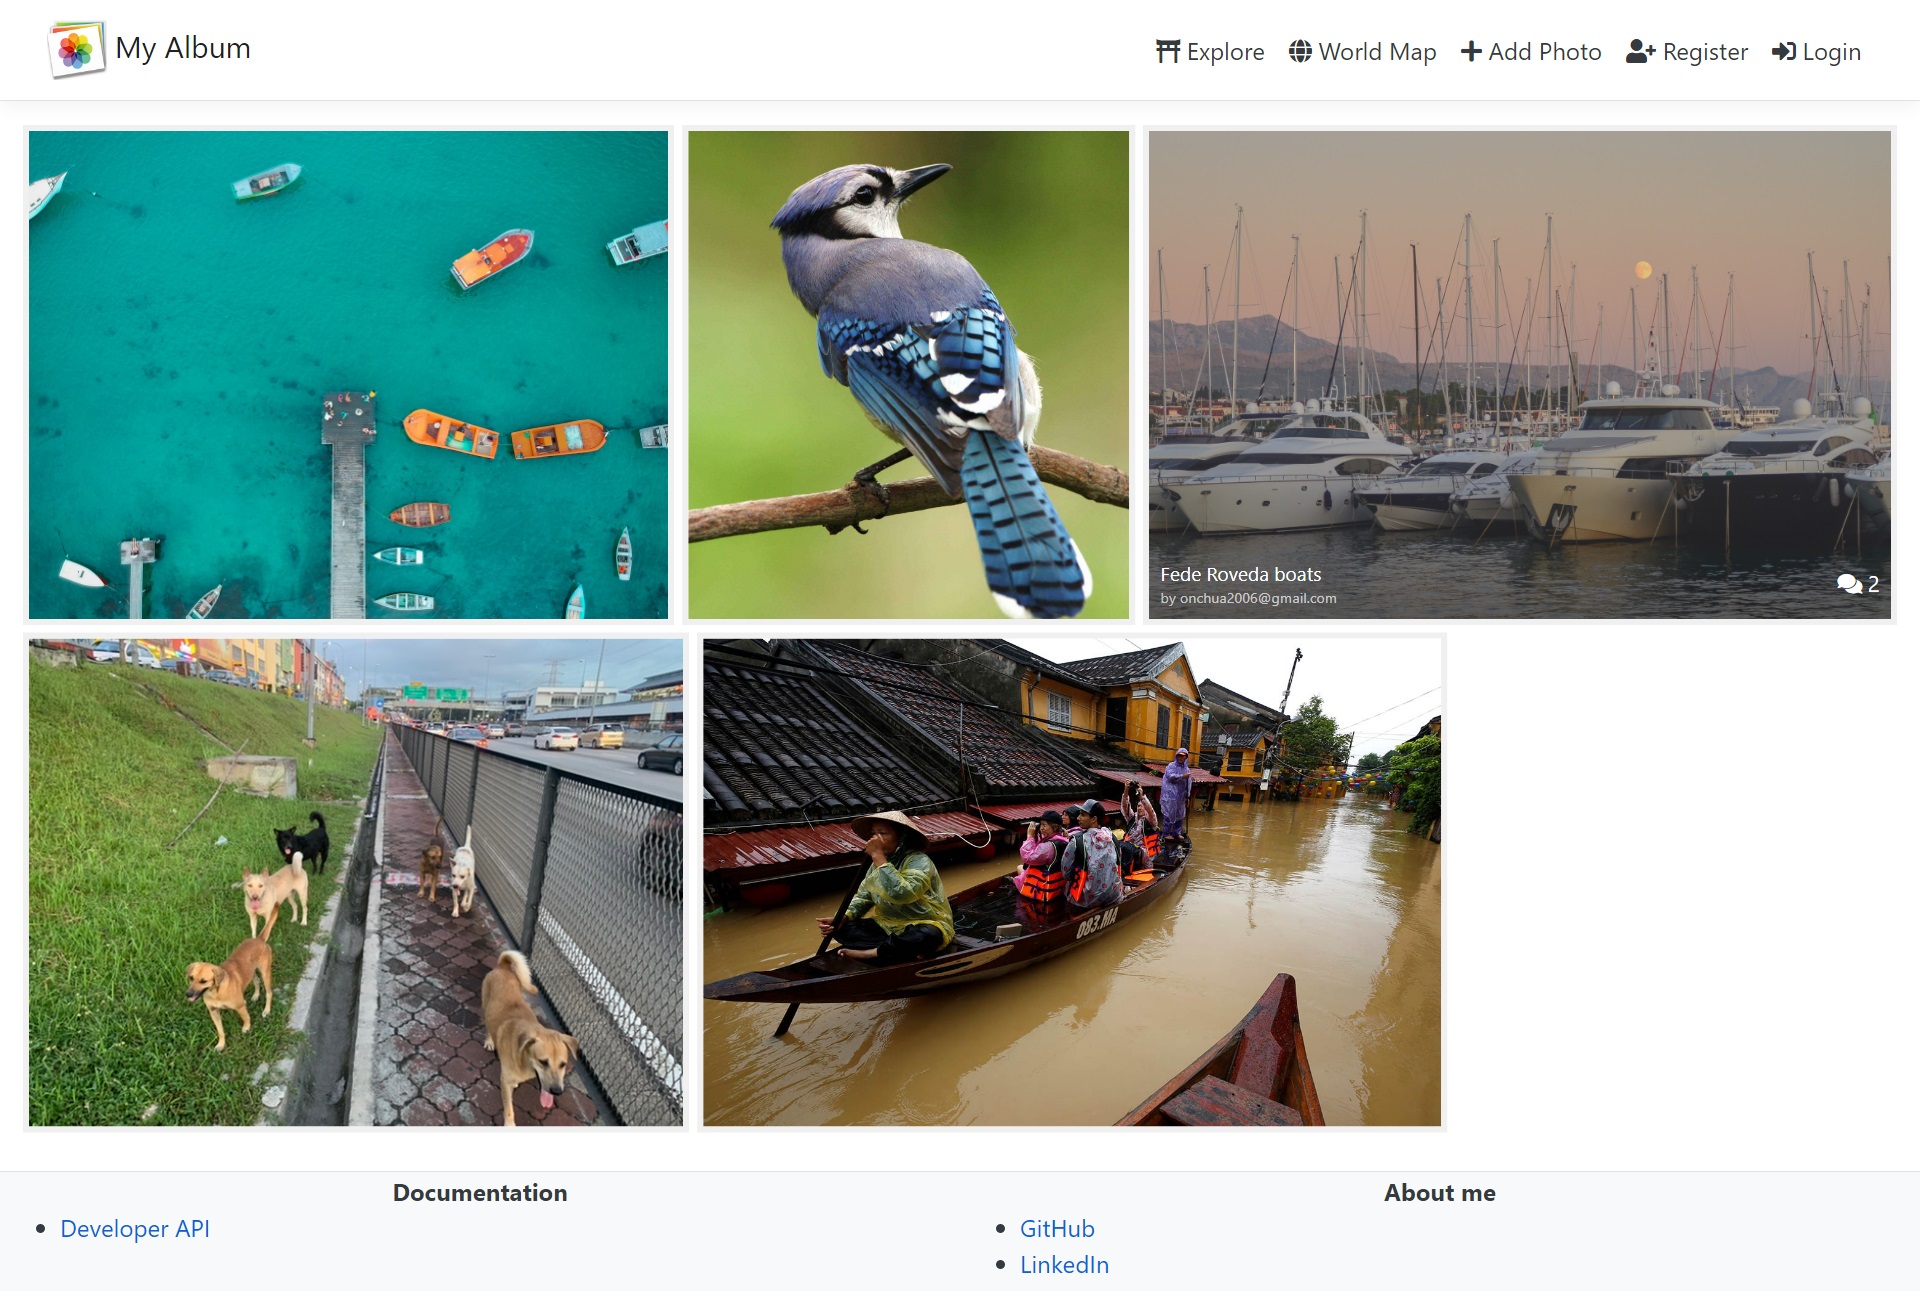 My Album
Explore World Map Add Photo Register Login
Fede Roveda boats
by onchua2006@gmail.com
2
083.MA
Documentation
Developer API
About me
GitHub
LinkedIn